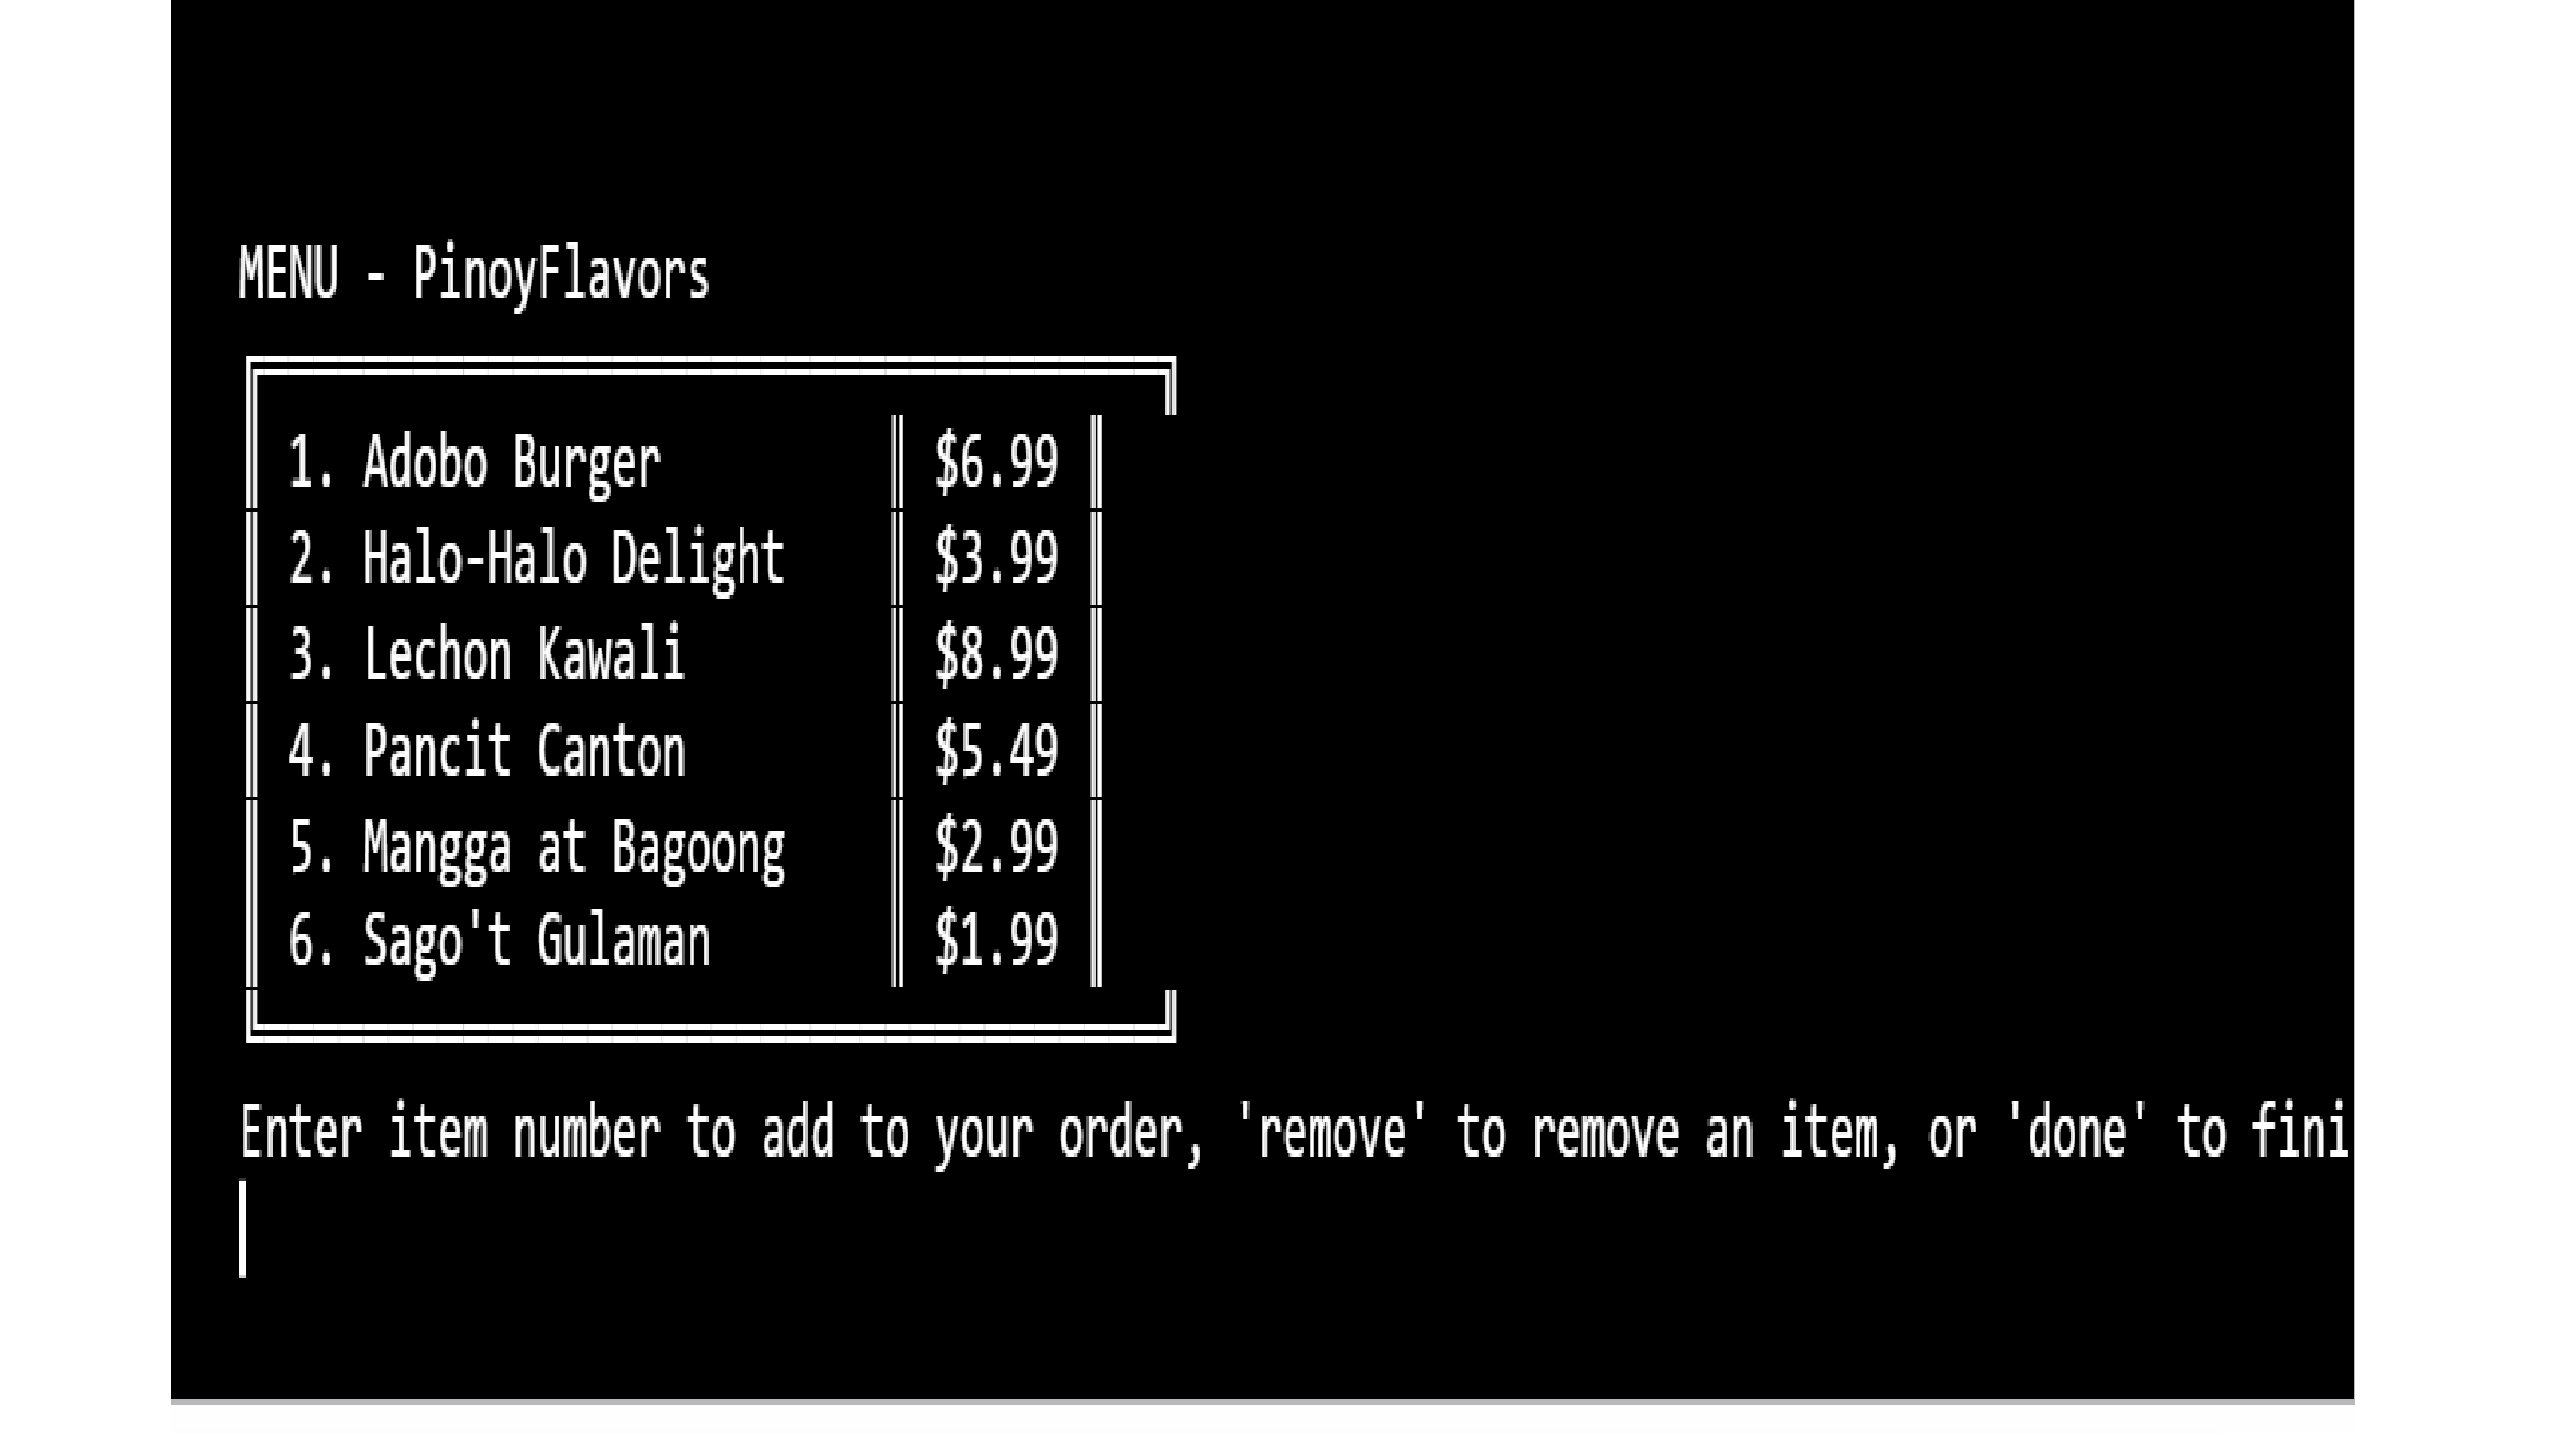 MENU - PinoyFlavors
1. Adobo Burger $6.99
2. Halo-Halo Delight $3.99
3. Lechon Kawali $8.99
4. Pancit Canton $5.49
5. Mangga at Bagoong $2.99
6. Sago't Gulaman $1.99
Enter item number to add to your order, 'remove' to remove an item, or 'done' to fini